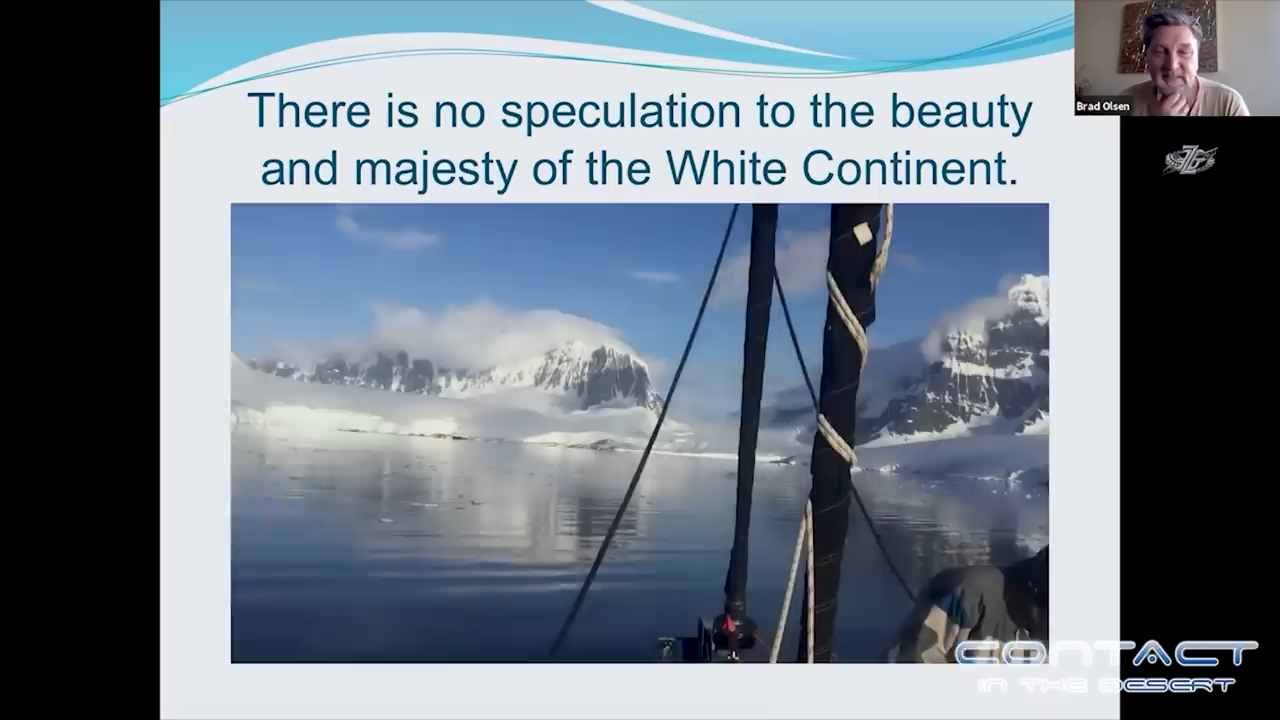 There is no speculation to the beauty
and majesty of the White Continent.
Brad Olsen
CONTACT
IN THE DESERT